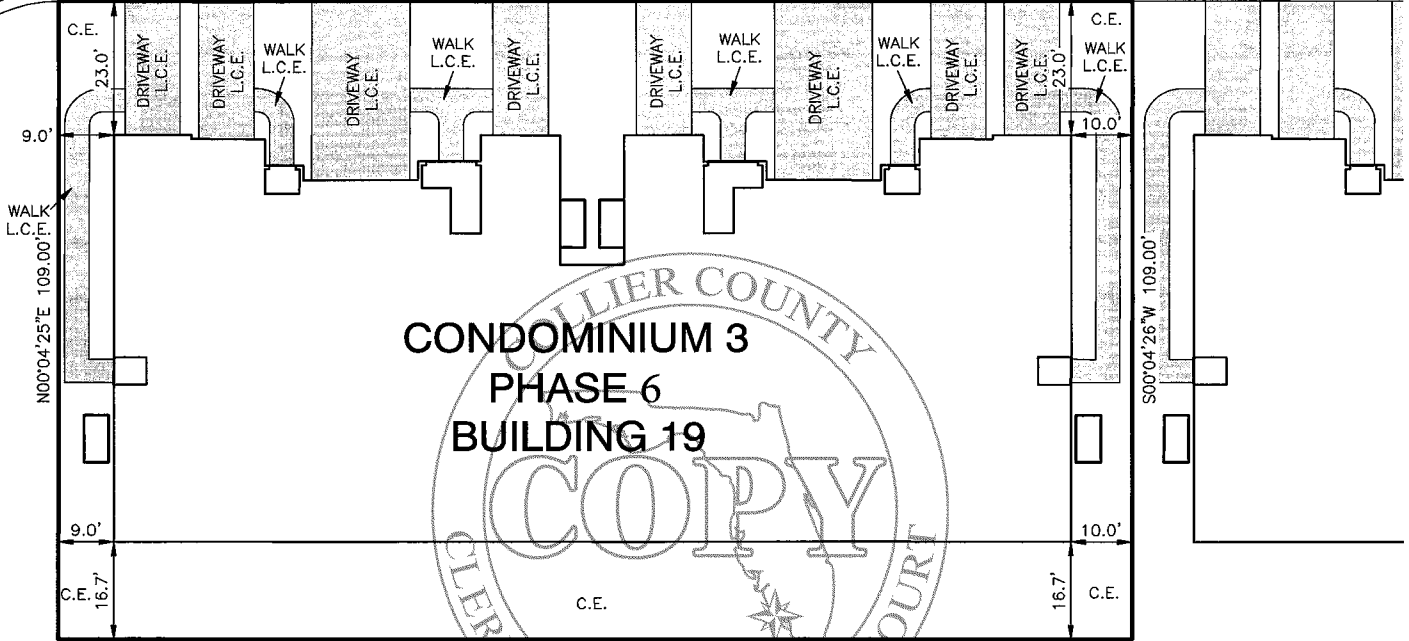 C.E.
23.0'
DRIVEWAY
L.C.E.
DRIVEWAY
L.C.E.
WALK
L.C.E.
DRIVEWAY
L.C.E.
WALK
L.C.E.
DRIVEWAY
L.C.E.
DRIVEWAY
L.C.E.
WALK
L.C.E.
DRIVEWAY
L.C.E.
WALK
L.C.E.
DRIVEWAY
L.C.E.
DRIVEWAY
L.C.E.
23.0'
C.E.
WALK
L.C.E.
9.0'
10.0'
WALK
L.C.E.
N00°04'25"E 109.00'
S00°04'26"W 109.00'
COLLIER COUNTY
CONDOMINIUM 3
PHASE 6
BUILDING 19
COPY
9.0'
10.0'
C.E.
16.7'
C.E.
16.7'
C.E.
CLER
COURT